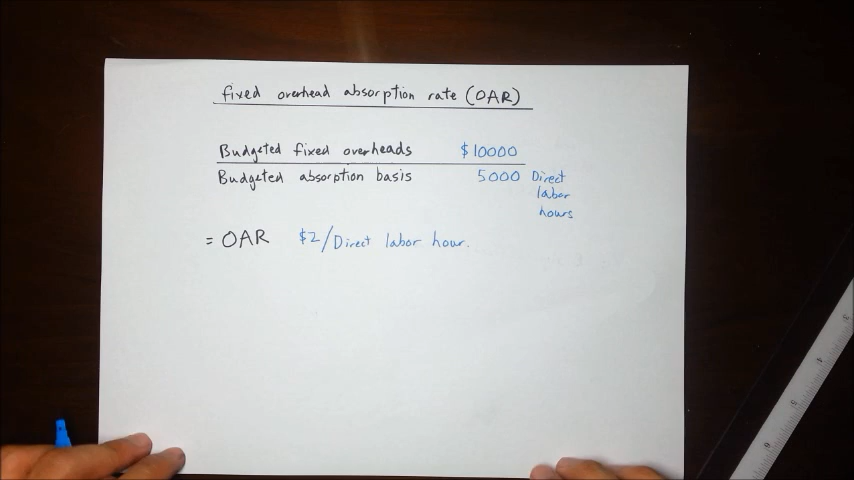 fixed overhead absorption rate (OAR)
Budgeted fixed overheads $10000
Budgeted absorption basis 5000 Direct
labor
hours
= OAR $2/Direct labor hour.